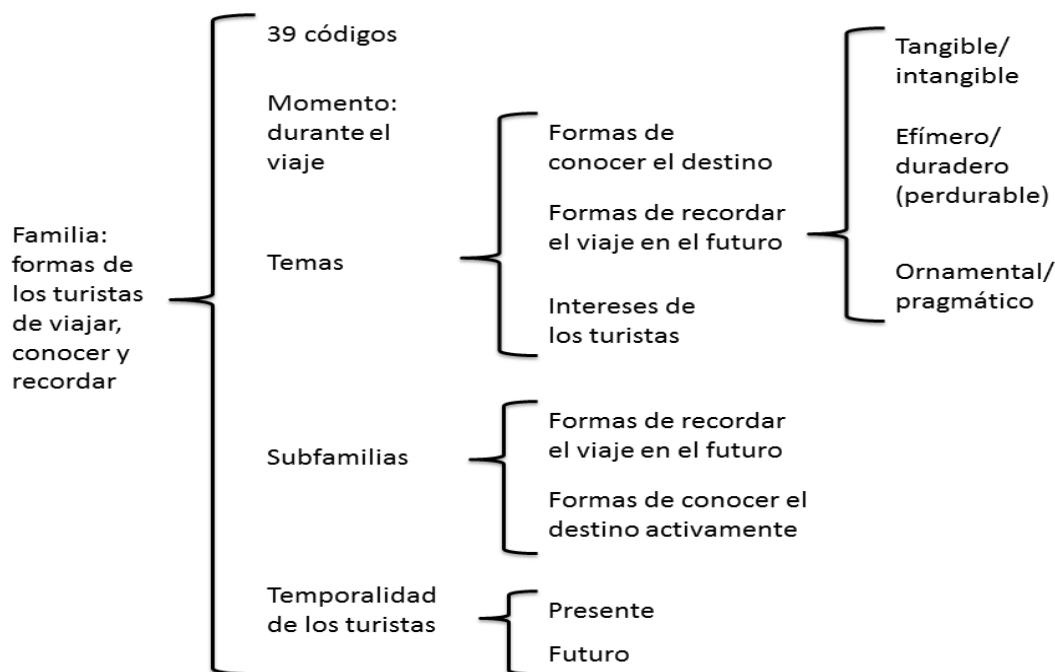 Familia:
formas de
los turistas
de viajar,
conocer y
recordar
39 códigos
Momento:
durante el
viaje
Temas
Formas de
conocer el destino
Formas de recordar
el viaje en el futuro
Intereses de
los turistas
Tangible/
intangible
Efímero/
duradero
(perdurable)
Ornamental/
pragmático
Subfamilias
Formas de recordar
el viaje en el futuro
Formas de conocer el
destino activamente
Temporalidad
de los turistas
Presente
Futuro